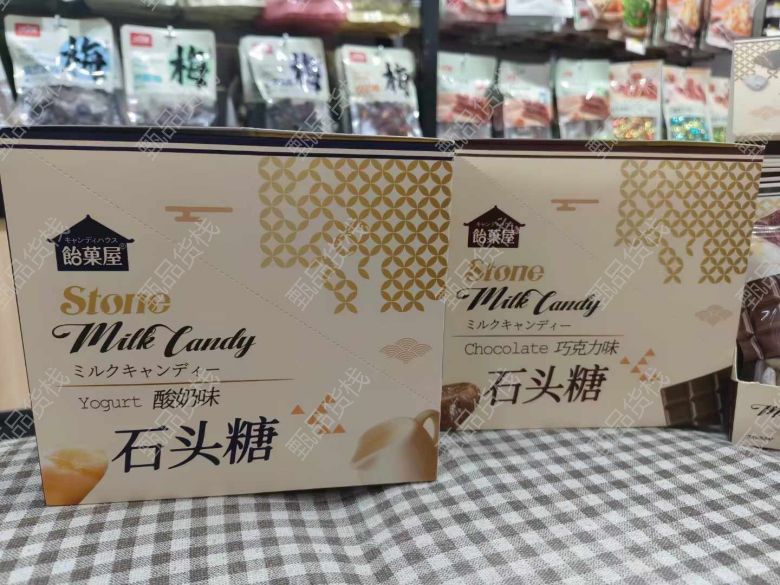 梅
梅
梅
梅
キャンディハウス
飴菓屋
Stone
Milk Candy
ミルクキャンディー
Yogurt 酸奶味
石头糖
キャンディハウス
飴菓屋
Stone
Milk Candy
ミルクキャンディー
Chocolate 巧克力味
石头糖
甄品货栈